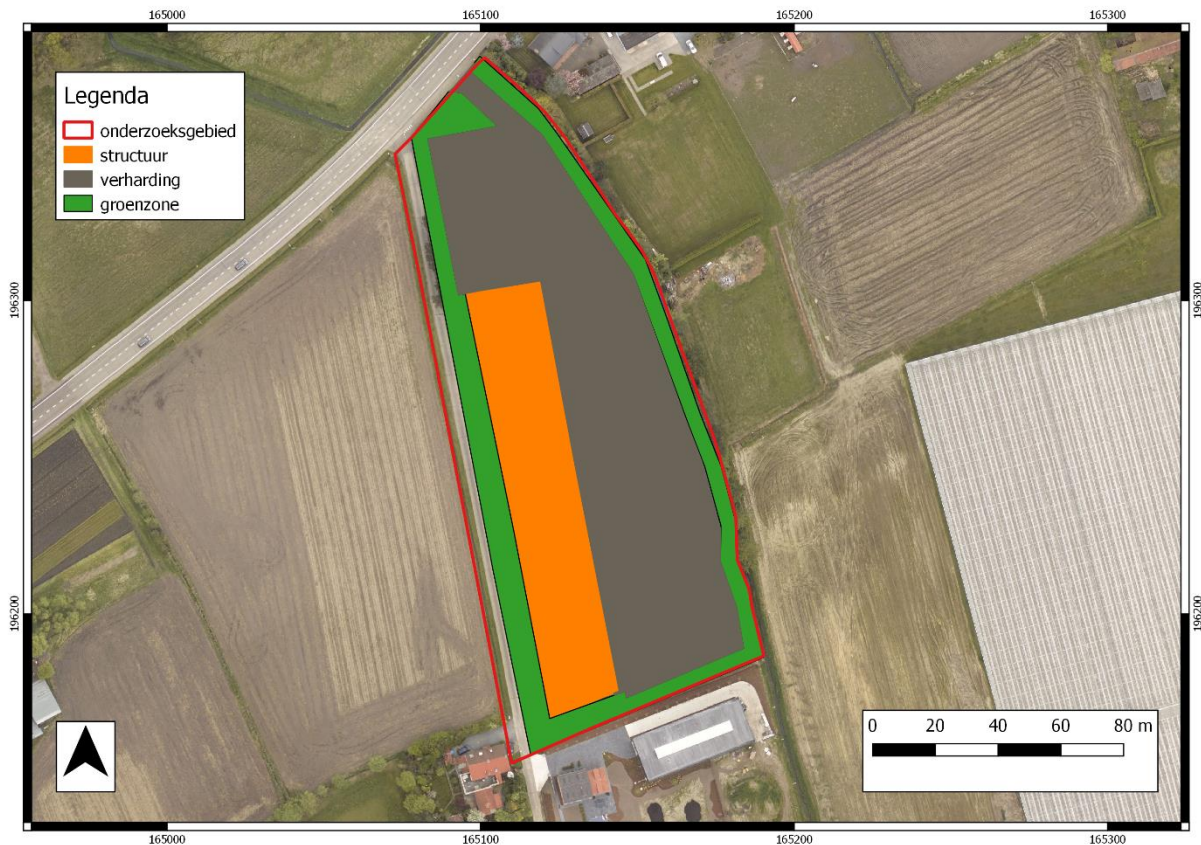 165000 165100 165200 165300
Legenda
onderzoeksgebied
structuur
verharding
groenzone
196300 196300
196200 196200
0 20 40 60 80 m
165000 165100 165200 165300